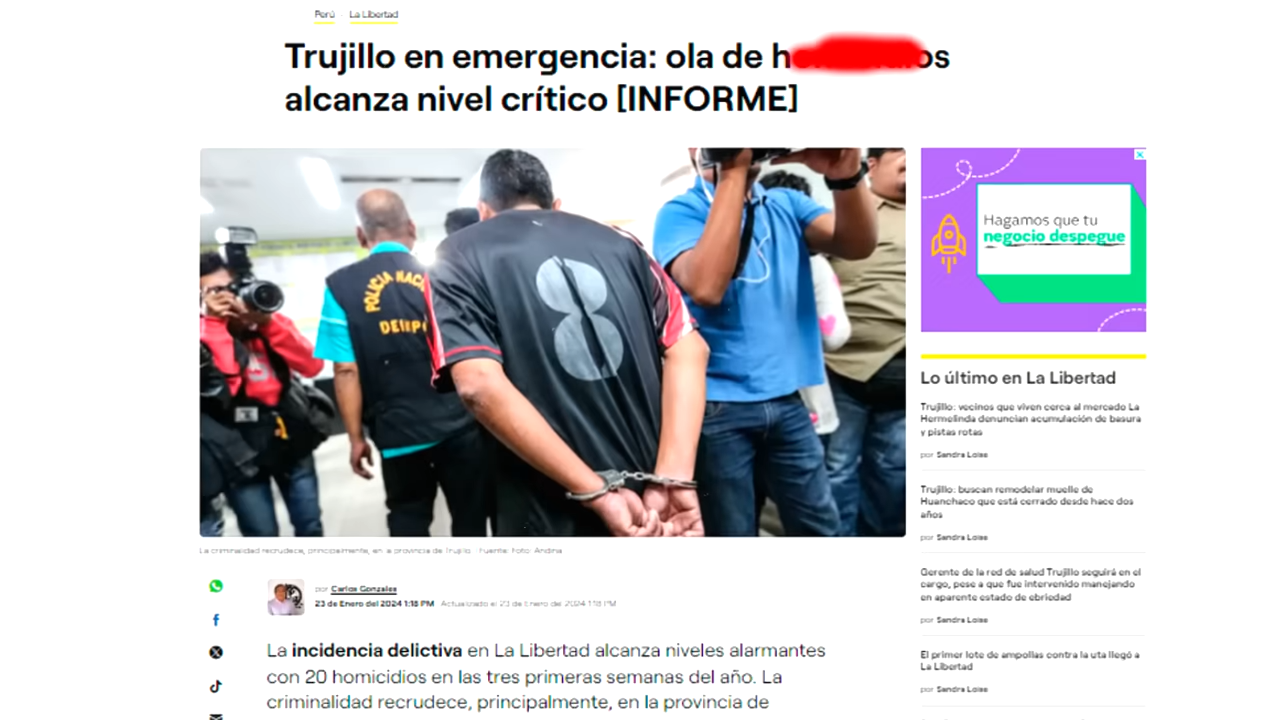 Perú · La Libertad
Trujillo en emergencia: ola de
alcanza nivel crítico [INFORME]
POLICIA NAC
8
Hagamos que tu
negocio despegue
Lo último en La Libertad
Trujillo: vecinos que viven cerca al mercado La
Hermelinda denuncian acumulación de basura
y pistas rotas
por Sandra Loise
Trujillo: buscan remodelar muelle de
Huanchaco que está cerrado desde hace dos
años
por Sandra Loise
Gerente de la red de salud Trujillo seguirá en el
cargo, pese a que fue intervenido manejando
en aparente estado de ebriedad
por Sandra Loise
El primer lote de ampollas contra la uta llegó a
La Libertad
por Sandra Loise
La criminalidad recrudece, principalmente, en la provincia de Trujillo. Fuente: Foto: Andina
por Carlos Gonzales
23 de Enero del 2024 1:18 PM Actualizado el 23 de Enero de 2024 1:18 PM
La incidencia delictiva en La Libertad alcanza niveles alarmantes
con 20 homicidios en las tres primeras semanas del año. La
criminalidad recrudece, principalmente, en la provincia de